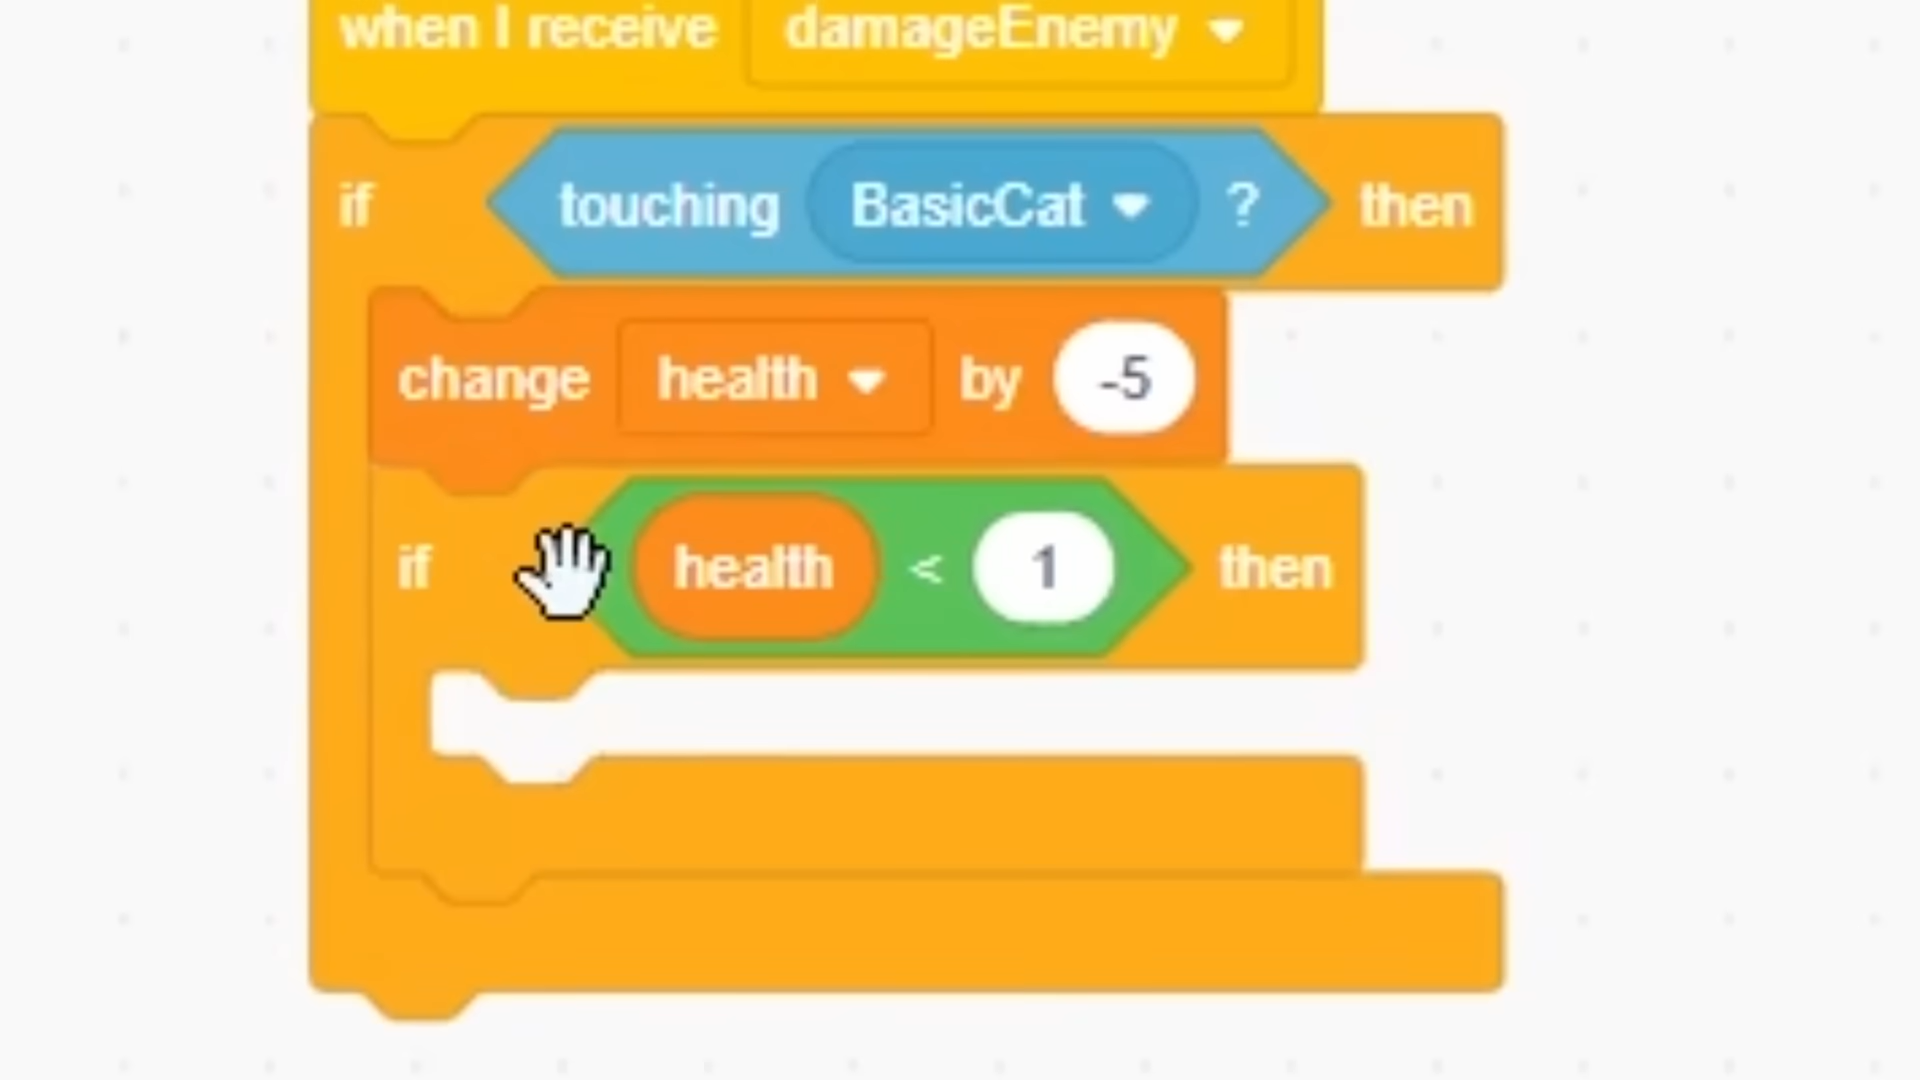 when I receive damageEnemy
if touching BasicCat ? then
change health by -5
if health < 1 then